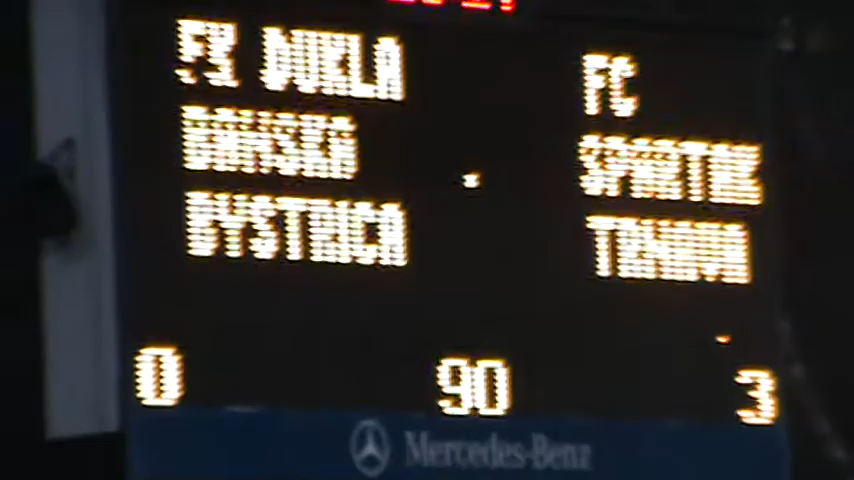 FK DUKLA
BANSKA
BYSTRICA
FC
SPARTAK
TRNAVA
0 90 3
Mercedes-Benz